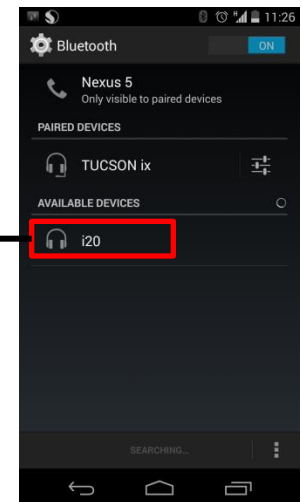 11:26
Bluetooth
ON
Nexus 5
Only visible to paired devices
PAIRED DEVICES
TUCSON ix
AVAILABLE DEVICES
i20
SEARCHING...